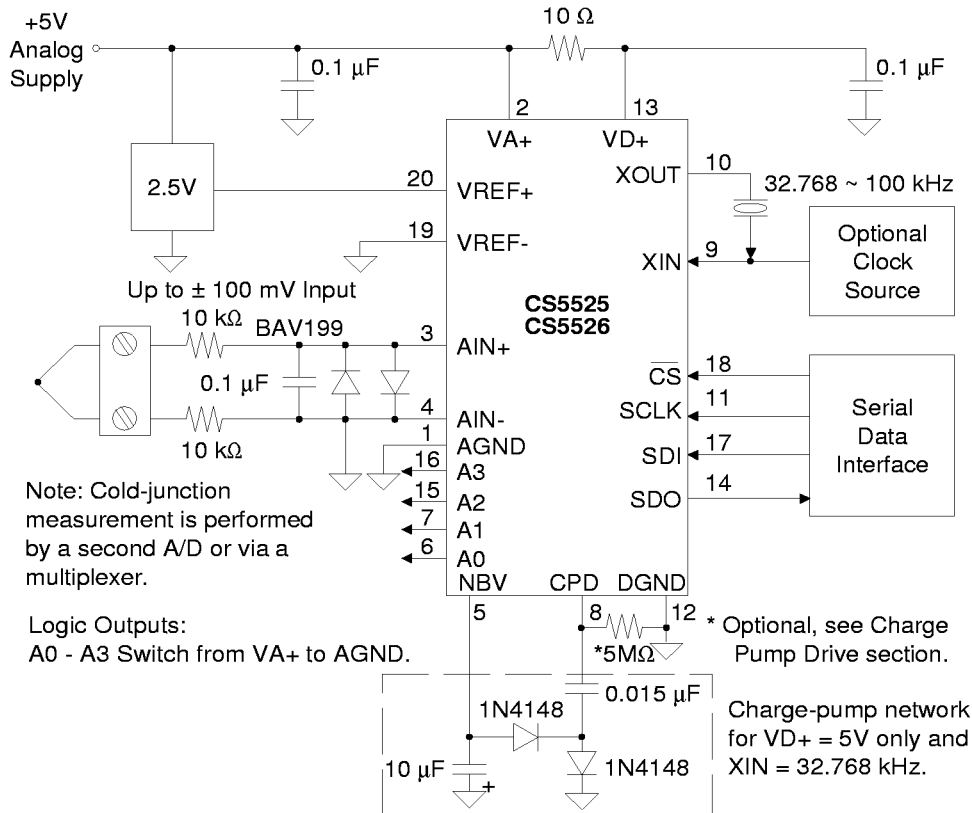 +5V
Analog
Supply
10 Ω
0.1 µF
0.1 µF
2
13
VA+
VD+
2.5V
20
VREF+
19
VREF-
XOUT
10
32.768 ~ 100 kHz
XIN
9
Optional
Clock
Source
CS5525
CS5526
Up to ± 100 mV Input
10 kΩ
BAV199
3
AIN+
0.1 µF
4
AIN-
10 kΩ
1
AGND
16
A3
15
A2
7
A1
6
A0
CS
18
SCLK
11
SDI
17
SDO
14
Serial
Data
Interface
Note: Cold-junction
measurement is performed
by a second A/D or via a
multiplexer.
Logic Outputs:
A0 - A3 Switch from VA+ to AGND.
NBV
CPD
DGND
5
8
12
*5MΩ
* Optional, see Charge
Pump Drive section.
0.015 µF
1N4148
10 µF
+
1N4148
Charge-pump network
for VD+ = 5V only and
XIN = 32.768 kHz.